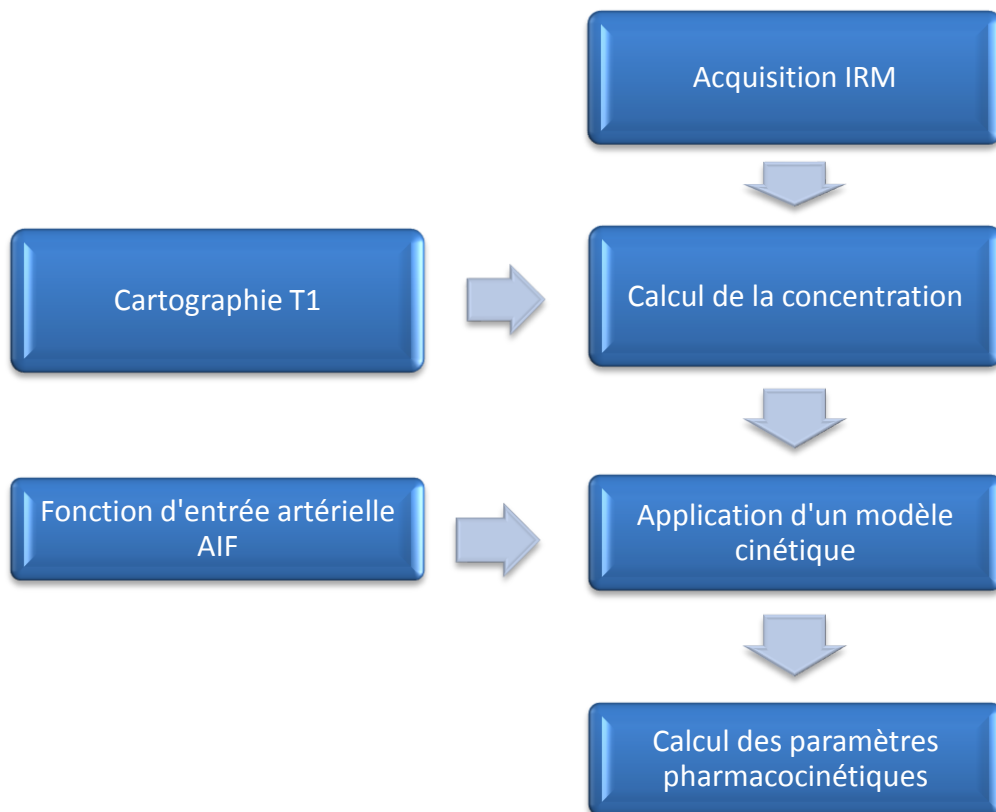 Acquisition IRM
Cartographie T1
Calcul de la concentration
Fonction d'entrée artérielle
AIF
Application d'un modèle
cinétique
Calcul des paramètres
pharmacocinétiques